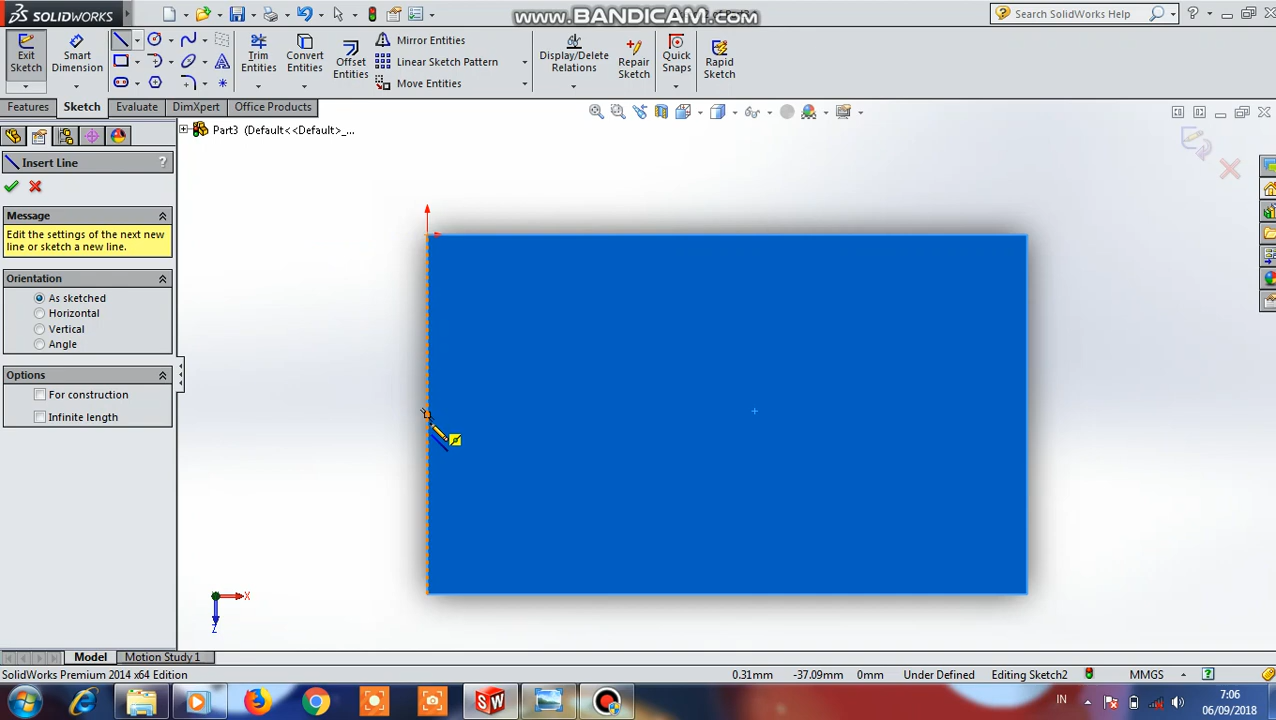 SOLIDWORKS
www.BANDICAM.com
Search SolidWorks Help
Exit Sketch
Smart Dimension
Trim Entities
Convert Entities
Offset Entities
Mirror Entities
Linear Sketch Pattern
Move Entities
Display/Delete Relations
Repair Sketch
Quick Snaps
Rapid Sketch
Features
Sketch
Evaluate
DimXpert
Office Products
Part3 (Default<<Default>_...
Insert Line
?
Message
Edit the settings of the next new
line or sketch a new line.
Orientation
As sketched
Horizontal
Vertical
Angle
Options
For construction
Infinite length
X
Z
Model
Motion Study 1
SolidWorks Premium 2014 x64 Edition
0.31mm
-37.09mm
0mm
Under Defined
Editing Sketch2
MMGS
IN
7:06
06/09/2018